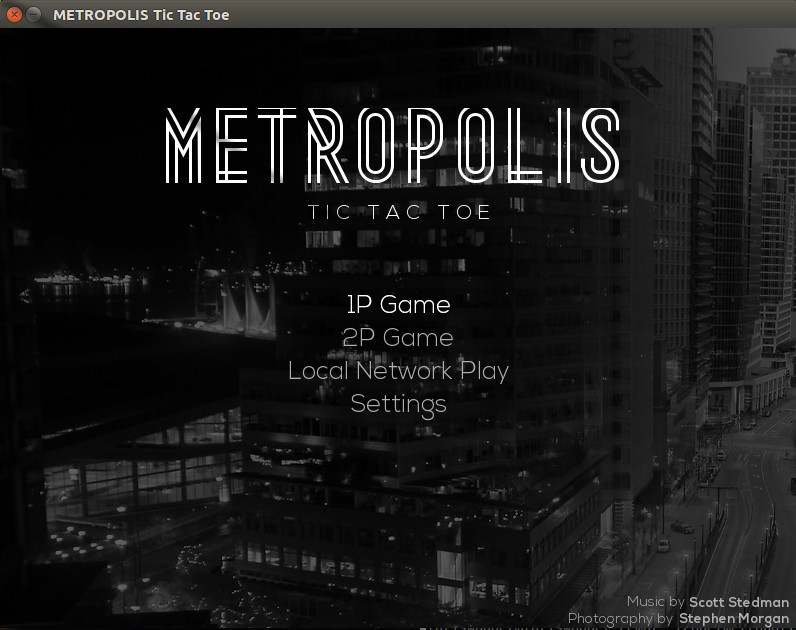 METROPOLIS Tic Tac Toe
METROPOLIS
TIC TAC TOE
1P Game
2P Game
Local Network Play
Settings
Music by Scott Stedman
Photography by Stephen Morgan